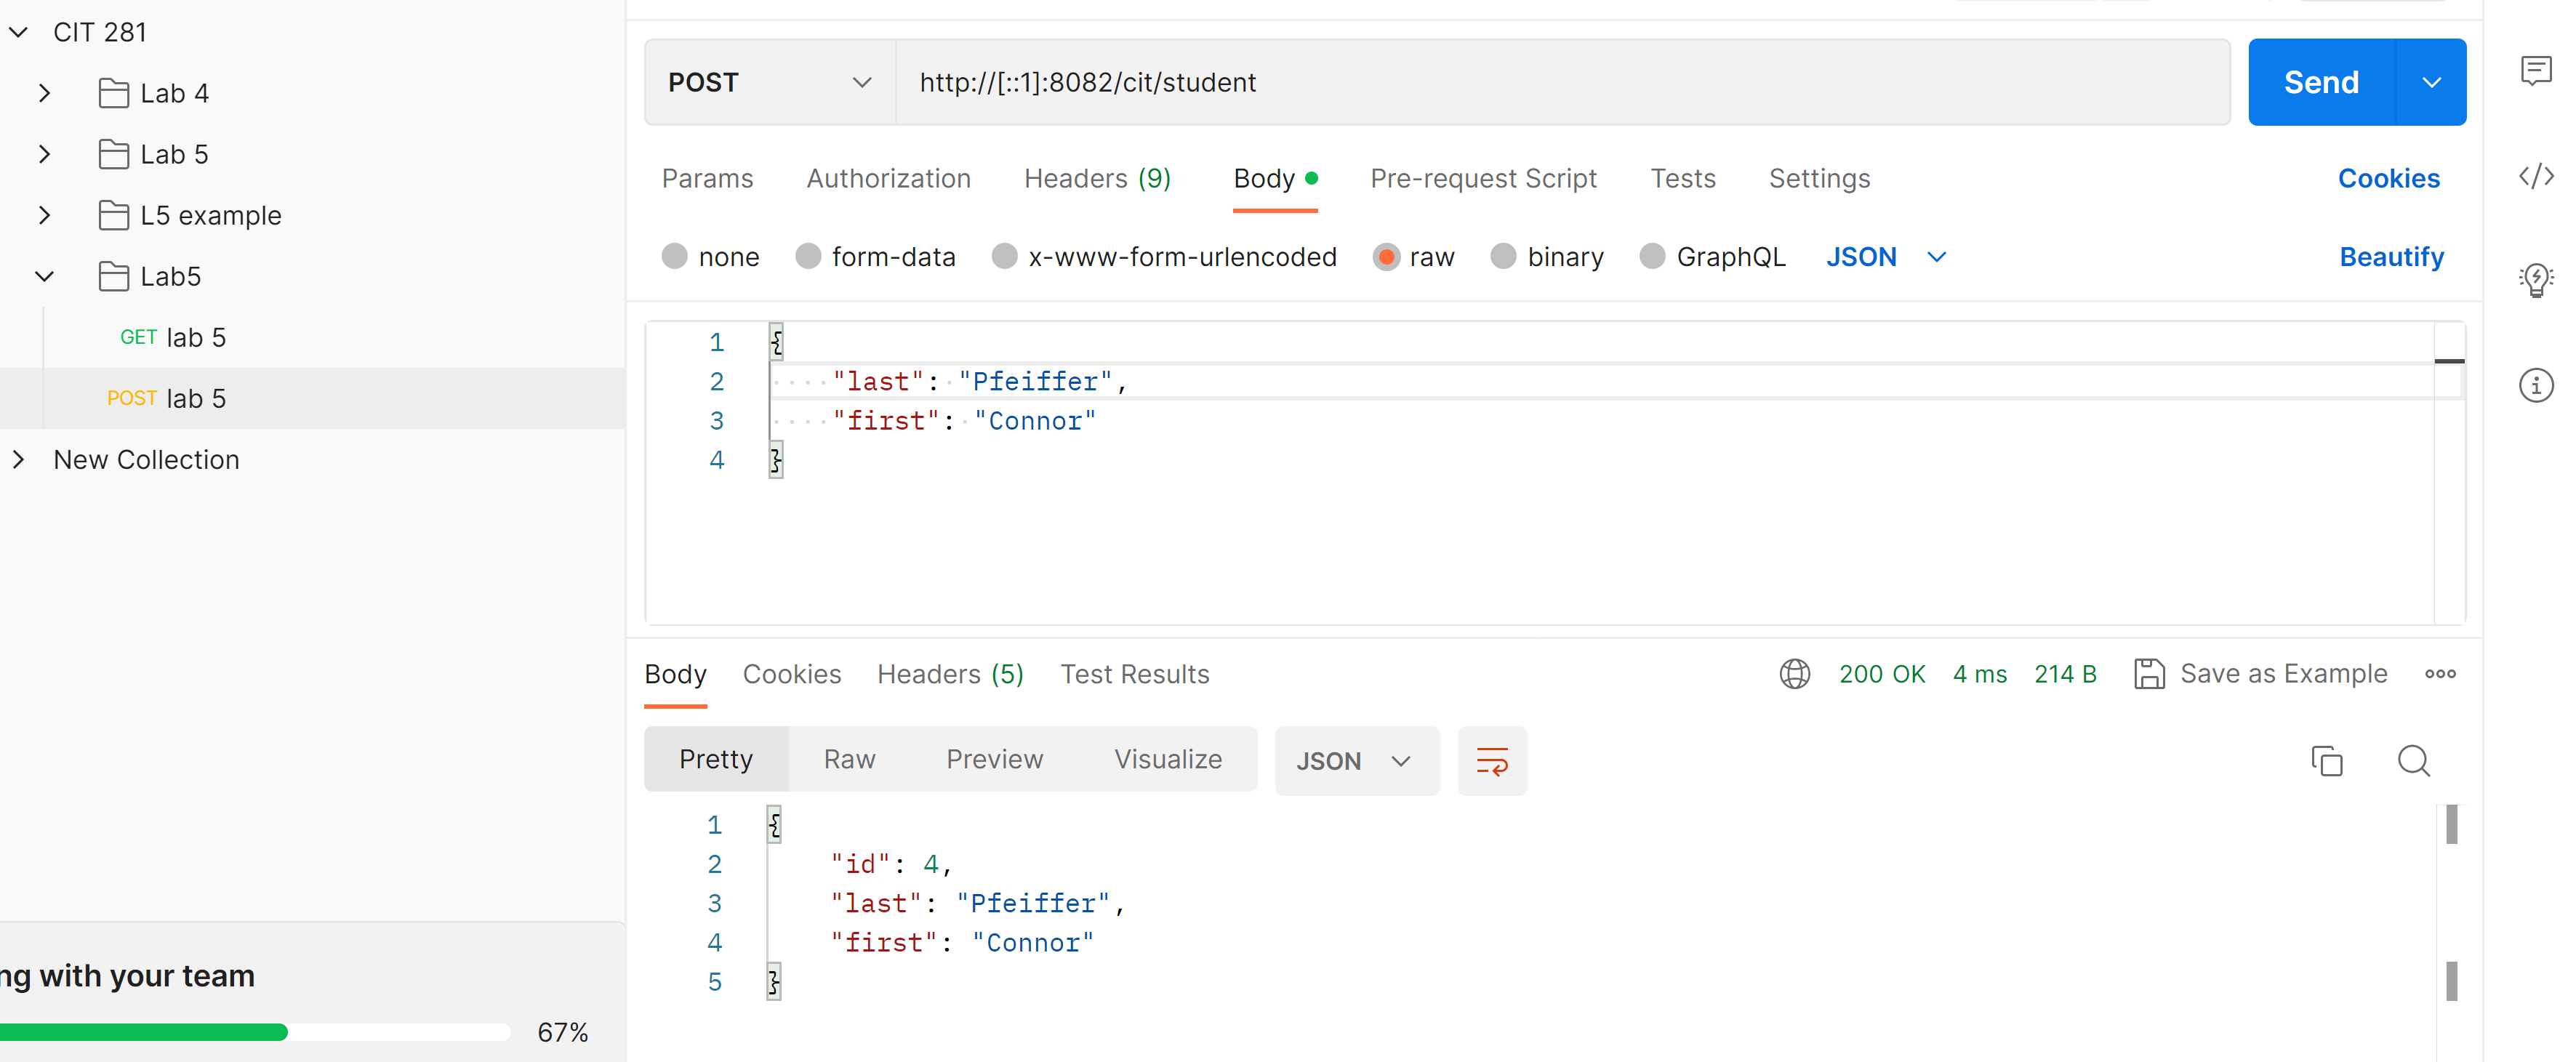 CIT 281
Lab 4
Lab 5
L5 example
Lab5
GET lab 5
POST lab 5
New Collection
ng with your team
67%
POST http://[::1]:8082/cit/student Send
Params Authorization Headers (9) Body Pre-request Script Tests Settings Cookies
none form-data x-www-form-urlencoded raw binary GraphQL JSON Beautify
1 {
2 "last": "Pfeiffer",
3 "first": "Connor"
4 }
Body Cookies Headers (5) Test Results 200 OK 4 ms 214 B Save as Example
Pretty Raw Preview Visualize JSON
1 {
2 "id": 4,
3 "last": "Pfeiffer",
4 "first": "Connor"
5 }